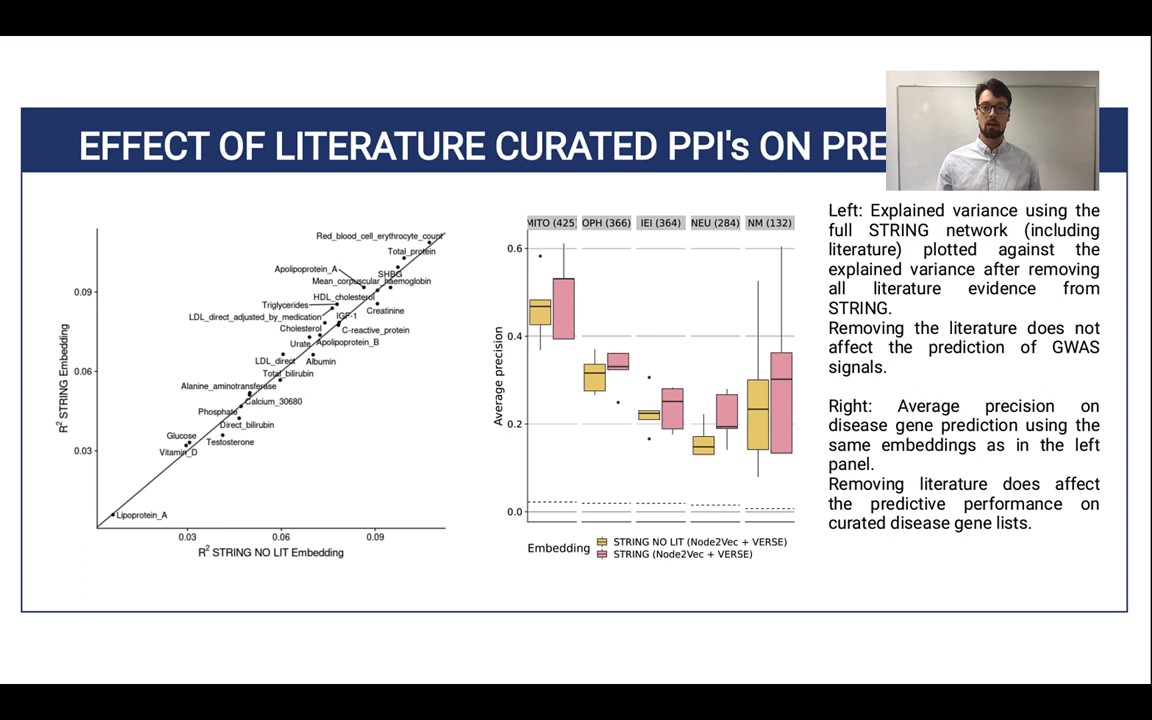 EFFECT OF LITERATURE CURATED PPI's ON PRE
Left: Explained variance using the
full STRING network (including
literature) plotted against the
explained variance after removing
all literature evidence from
STRING.
Removing the literature does not
affect the prediction of GWAS
signals.
Right: Average precision on
disease gene prediction using the
same embeddings as in the left
panel.
Removing literature does affect
the predictive performance on
curated disease gene lists.
R² STRING Embedding
0.09
0.06
0.03
Red_blood_cell_erythrocyte_count
Total_protein
Apolipoprotein_A
SHBG
Mean_corpuscular_haemoglobin
HDL_cholesterol
Triglycerides
Creatinine
LDL_direct_adjusted_by_medication
IGF-1
Cholesterol
C-reactive_protein
Urate
Apolipoprotein_B
LDL_direct
Albumin
Total_bilirubin
Alanine_aminotransferase
Calcium_30680
Phosphate
Direct_bilirubin
Glucose
Testosterone
Vitamin_D
Lipoprotein_A
0.03 0.06 0.09
R² STRING NO LIT Embedding
MITO (425) OPH (366) IEI (364) NEU (284) NM (132)
Average precision
0.6
0.4
0.2
0.0
Embedding
STRING NO LIT (Node2Vec + VERSE)
STRING (Node2Vec + VERSE)